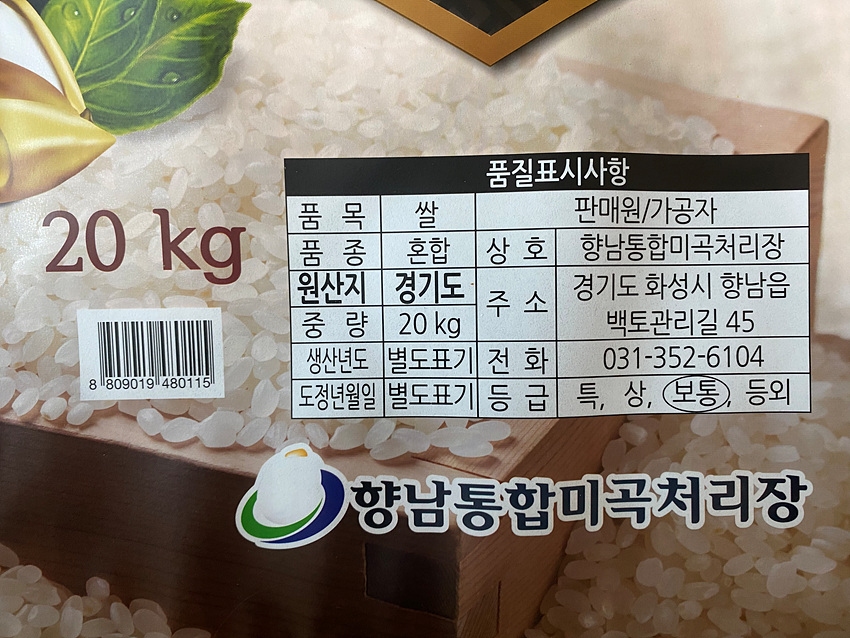 품질표시사항
품 목 쌀 판매원/가공자
품 종 혼합 상 호 향남통합미곡처리장
원산지 경기도 주 소 경기도 화성시 향남읍
중 량 20 kg 백토관리길 45
생산년도 별도표기 전 화 031-352-6104
도정년월일 별도표기 등 급 특, 상, 보통, 등외
20 kg
8 809019 480115
향남통합미곡처리장